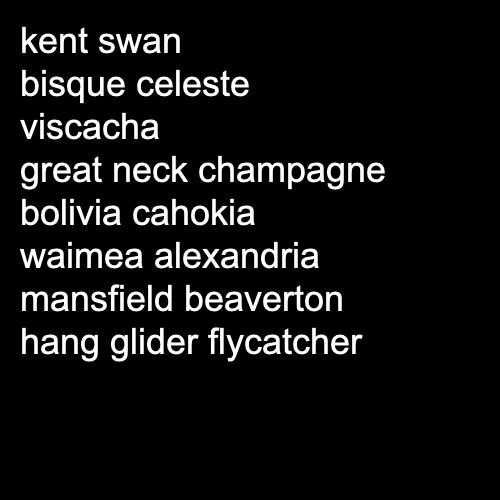 kent swan
bisque celeste
viscacha
great neck champagne
bolivia cahokia
waimea alexandria
mansfield beaverton
hang glider flycatcher